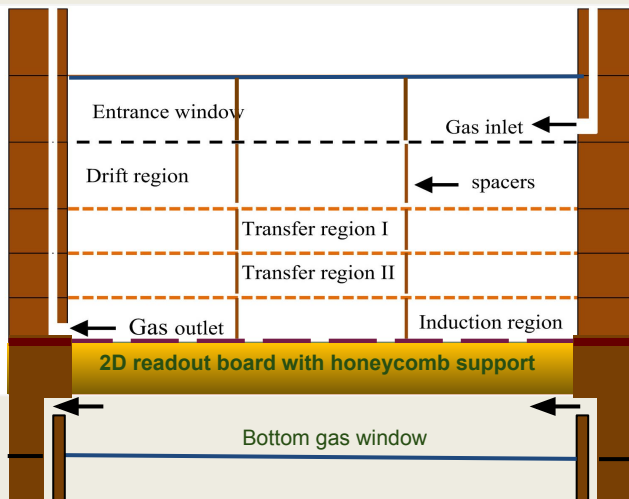 Entrance window
Gas inlet
Drift region
spacers
Transfer region I
Transfer region II
Gas outlet
Induction region
2D readout board with honeycomb support
Bottom gas window